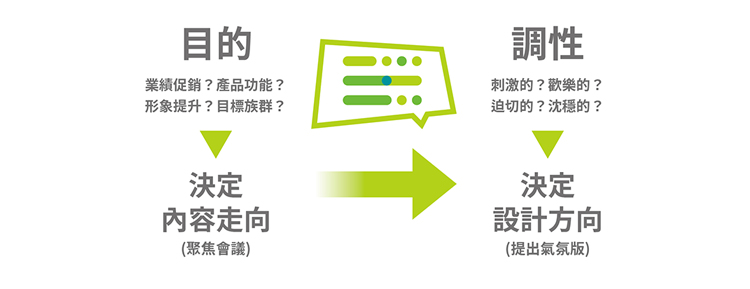 目的
業績促銷？產品功能？
形象提升？目標族群？
決定
內容走向
(聚焦會議)
調性
刺激的？歡樂的？
迫切的？沈穩的？
決定
設計方向
(提出氣氛版)